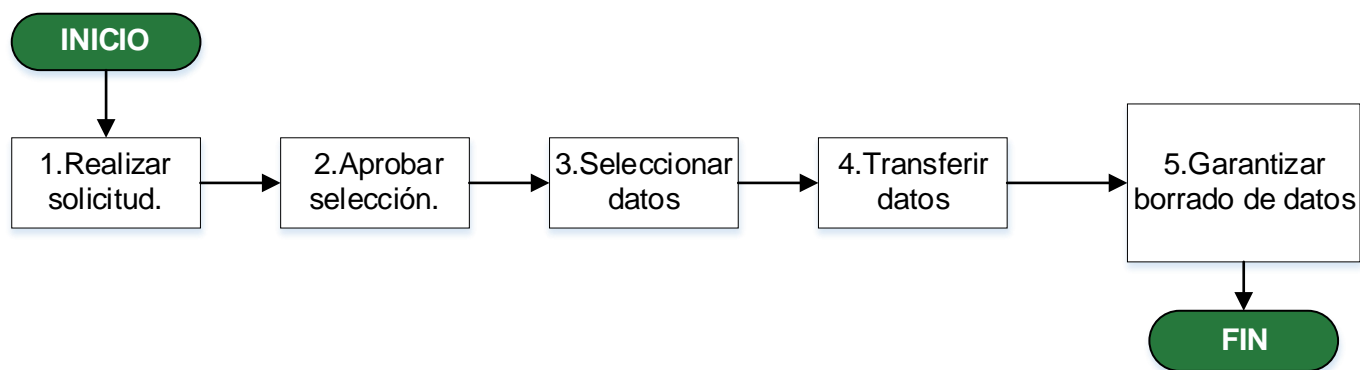 INICIO
1.Realizar
solicitud.
2.Aprobar
selección.
3.Seleccionar
datos
4.Transferir
datos
5.Garantizar
borrado de datos
FIN